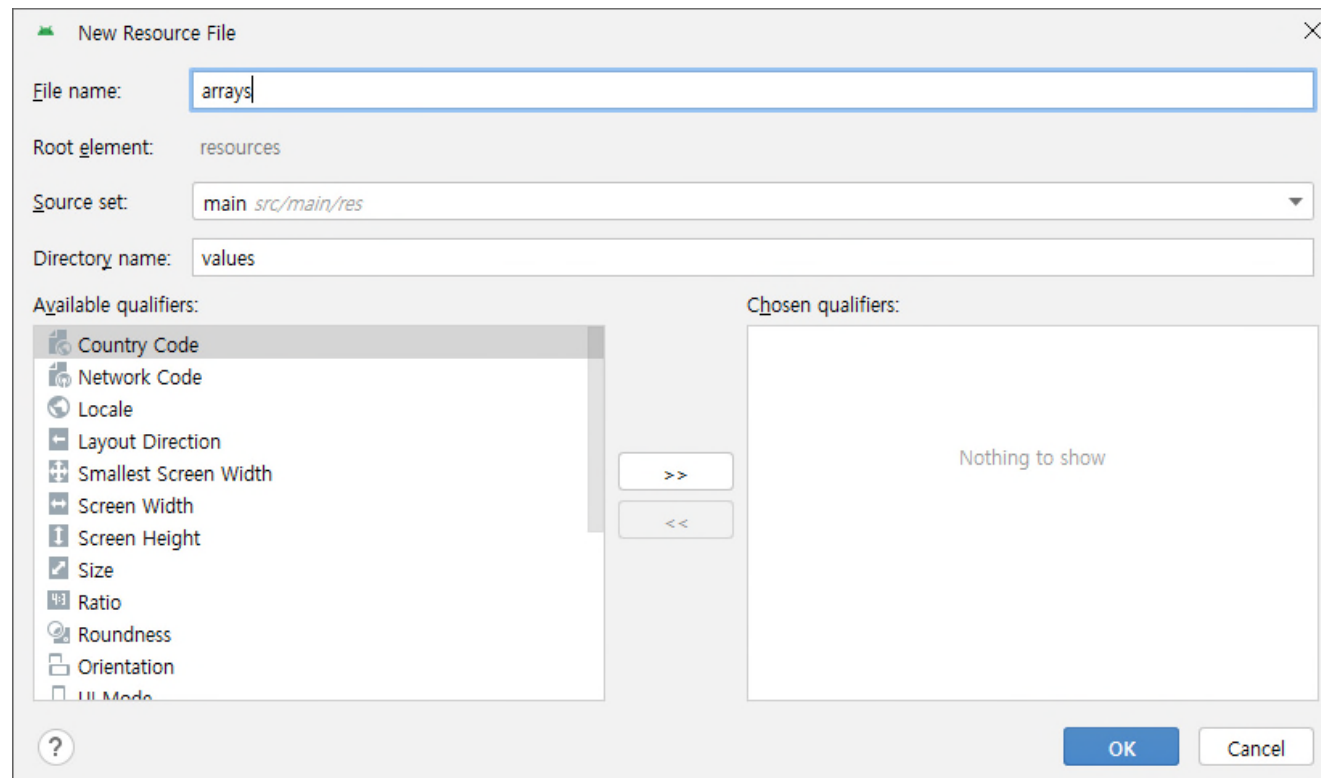 New Resource File
File name: arrays
Root element: resources
Source set: main src/main/res
Directory name: values
Available qualifiers:
Country Code
Network Code
Locale
Layout Direction
Smallest Screen Width
Screen Width
Screen Height
Size
Ratio
Roundness
Orientation
UI Mode
>>
<<
Chosen qualifiers:
Nothing to show
?
OK Cancel